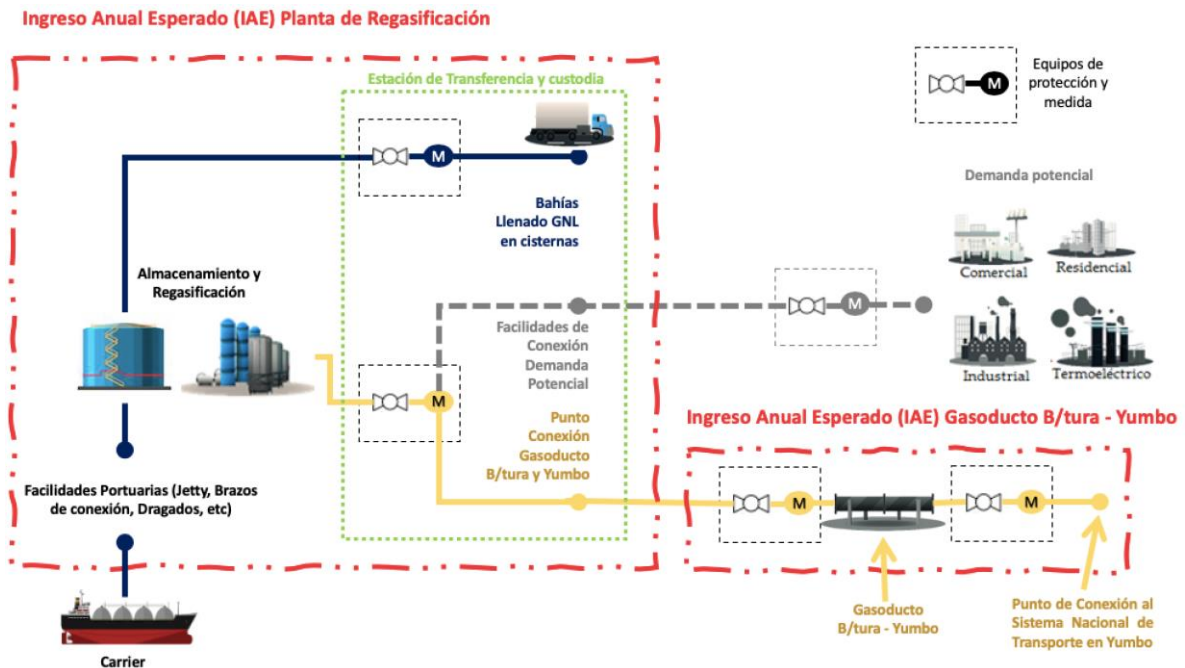 Ingreso Anual Esperado (IAE) Planta de Regasificación
Estación de Transferencia y custodia
M
Bahías
Llenado GNL
en cisternas
Almacenamiento y
Regasificación
Facilidades de
Conexión
Demanda
Potencial
M
Punto
Conexión
Gasoducto
B/tura y Yumbo
Facilidades Portuarias (Jetty, Brazos
de conexión, Dragados, etc)
Carrier
M
Equipos de
protección y
medida
Demanda potencial
Comercial
Residencial
Industrial
Termoeléctrico
M
Ingreso Anual Esperado (IAE) Gasoducto B/tura - Yumbo
M
M
Gasoducto
B/tura - Yumbo
Punto de Conexión al
Sistema Nacional de
Transporte en Yumbo